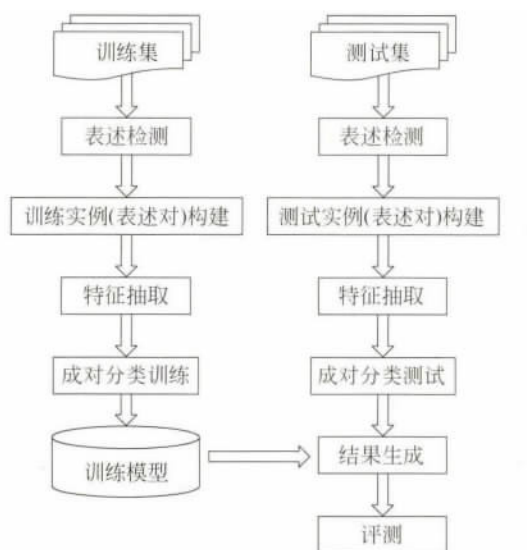 训练集
表述检测
训练实例(表述对)构建
特征抽取
成对分类训练
训练模型
测试集
表述检测
测试实例(表述对)构建
特征抽取
成对分类测试
结果生成
评测